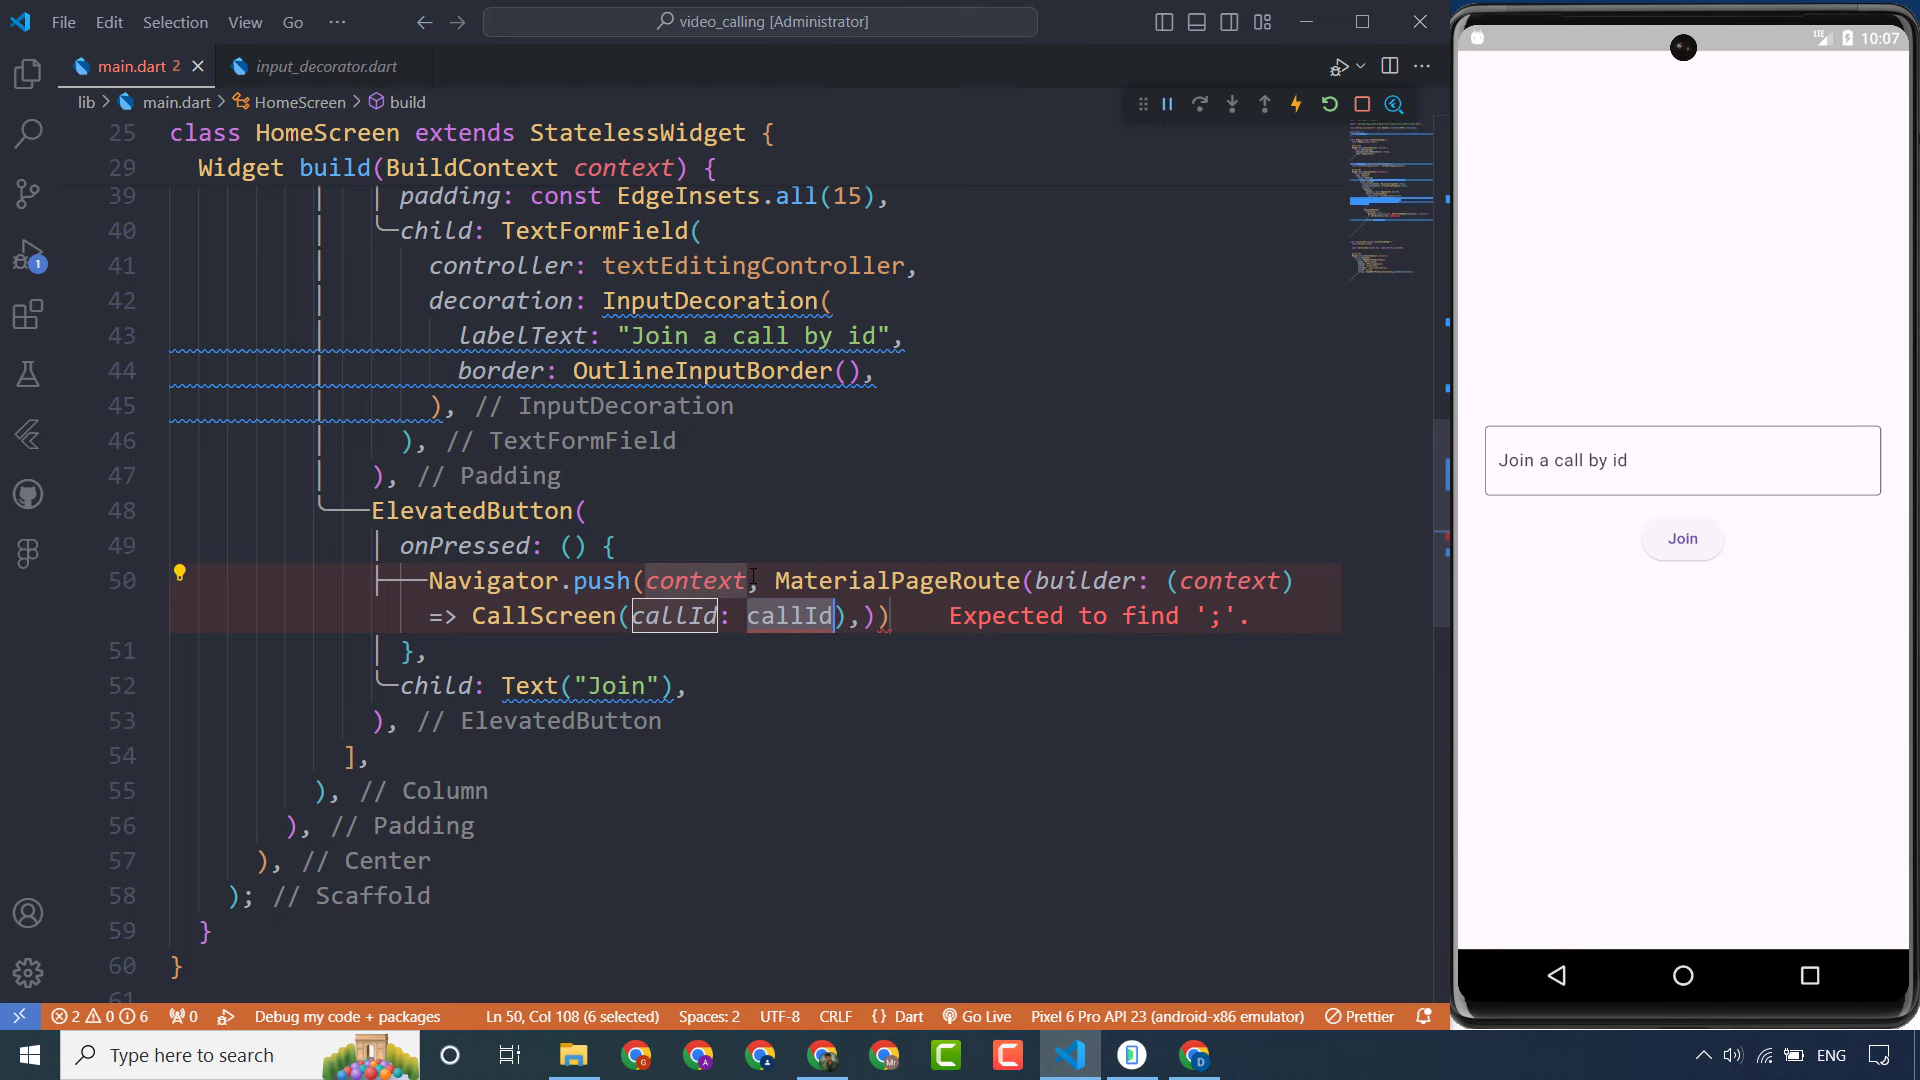 File Edit Selection View Go ··· video_calling [Administrator]
main.dart 2 input_decorator.dart
lib > main.dart > HomeScreen > build
25 class HomeScreen extends StatelessWidget {
29 Widget build(BuildContext context) {
39 padding: const EdgeInsets.all(15),
40 child: TextFormField(
41 controller: textEditingController,
42 decoration: InputDecoration(
43 labelText: "Join a call by id",
44 border: OutlineInputBorder(),
45 ), // InputDecoration
46 ), // TextFormField
47 ), // Padding
48 ElevatedButton(
49 onPressed: () {
50 Navigator.push(context, MaterialPageRoute(builder: (context)
=> CallScreen(callId: callId),)) Expected to find ';'.
51 },
52 child: Text("Join"),
53 ), // ElevatedButton
54 ],
55 ), // Column
56 ), // Padding
57 ), // Center
58 ); // Scaffold
59 }
60 }
61
1
2 0 6 0 Debug my code + packages Ln 50, Col 108 (6 selected) Spaces: 2 UTF-8 CRLF {} Dart Go Live Pixel 6 Pro API 23 (android-x86 emulator) Prettier
Type here to search
ENG
LTE 10:07
Join a call by id
Join